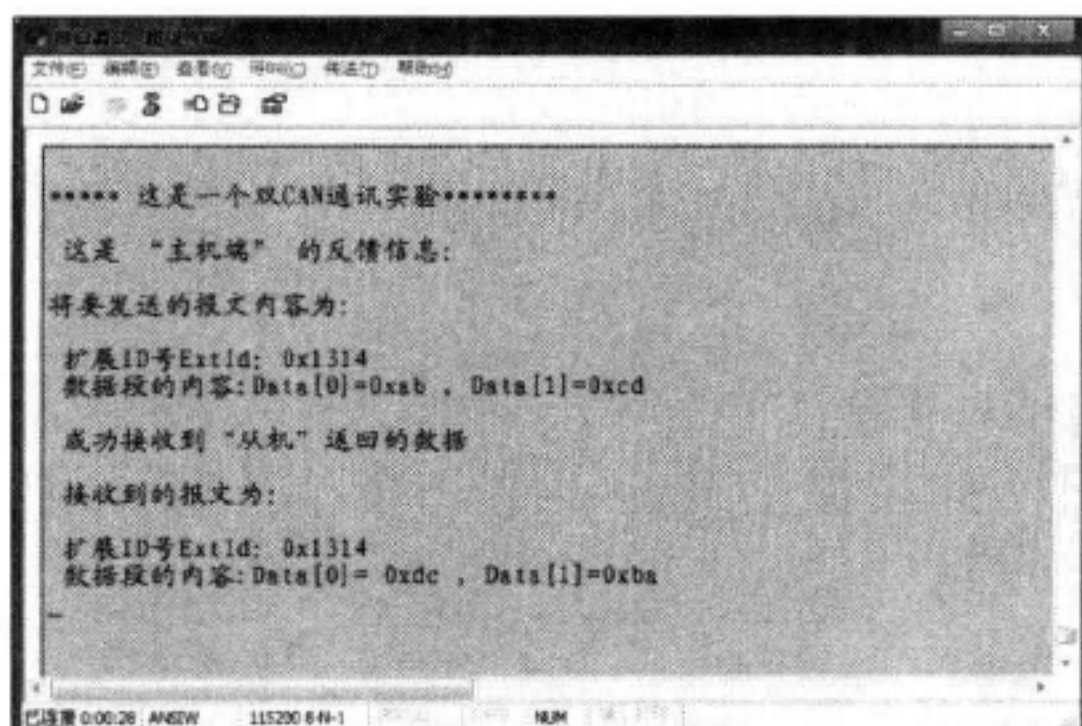 文件(F) 编辑(E) 查看(V) 呼叫(C) 传送(T) 帮助(H)
***** 这是一个双CAN通讯实验********
这是 “主机端” 的反馈信息:
将要发送的报文内容为:
扩展ID号ExtId: 0x1314
数据段的内容:Data[0]=0xab , Data[1]=0xcd
成功接收到 “从机” 返回的数据
接收到的报文为:
扩展ID号ExtId: 0x1314
数据段的内容:Data[0]= 0xdc , Data[1]=0xba
已连接 0:00:28 ANSIW 115200 8-N-1 NUM